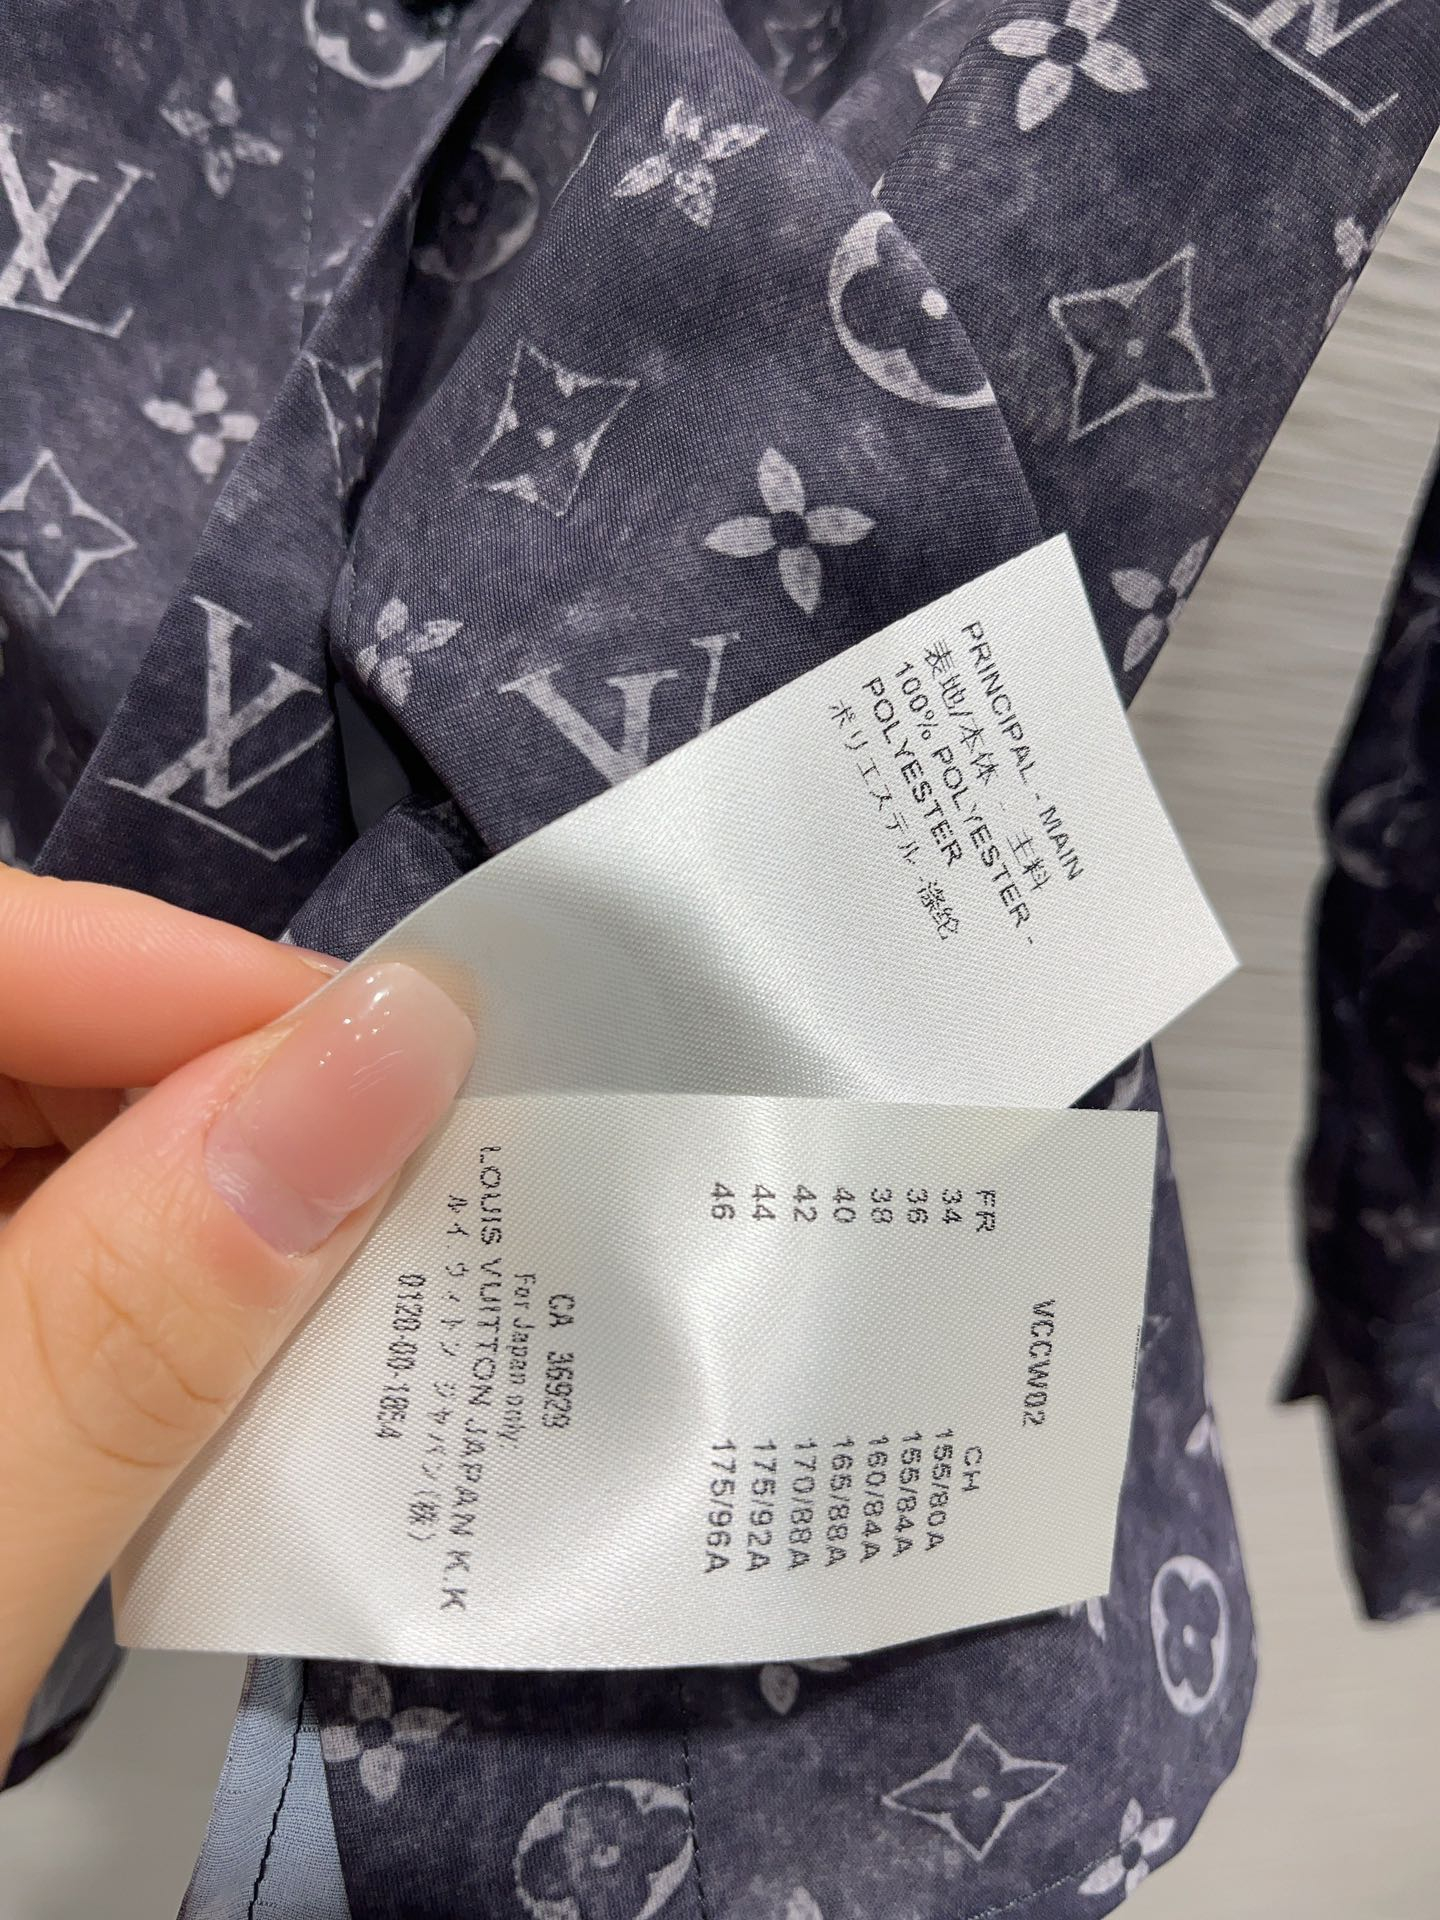 PRINCIPAL - MAIN
表地/本体 - 主料
100% POLYESTER -
POLYESTER
ポリエステル - 涤纶
VCCW02
FR CH
34 155/80A
36 155/84A
38 160/84A
40 165/88A
42 170/88A
44 175/92A
46 175/96A
CA 36929
For Japan only.
LOUIS VUITTON JAPAN K.K
ルイ・ヴィトン ジャパン(株)
0120-00-1854